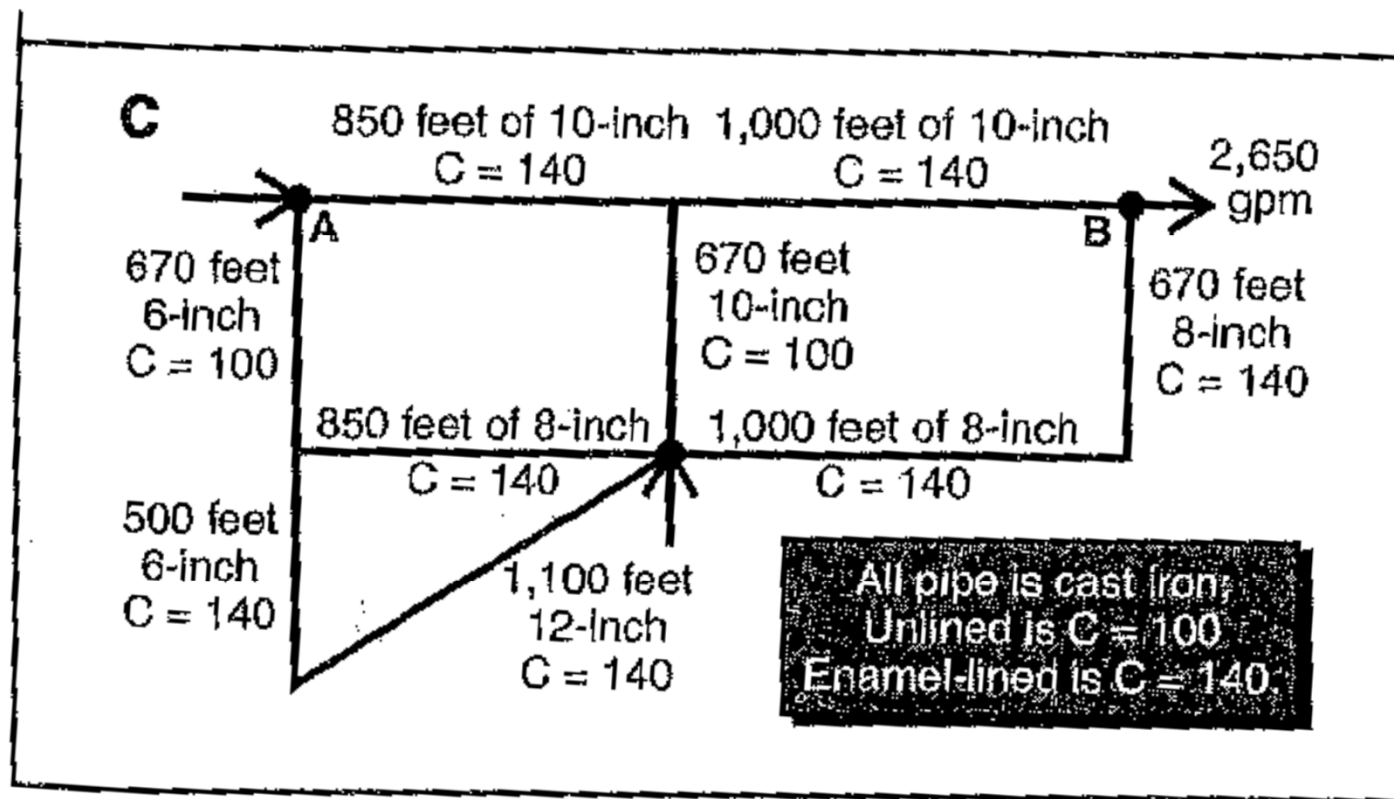 C
850 feet of 10-inch
C = 140
1,000 feet of 10-inch
C = 140
2,650
gpm
A
B
670 feet
6-inch
C = 100
670 feet
10-inch
C = 100
670 feet
8-inch
C = 140
850 feet of 8-inch
C = 140
1,000 feet of 8-inch
C = 140
500 feet
6-inch
C = 140
1,100 feet
12-inch
C = 140
All pipe is cast iron;
Unlined is C = 100
Enamel-lined is C = 140.